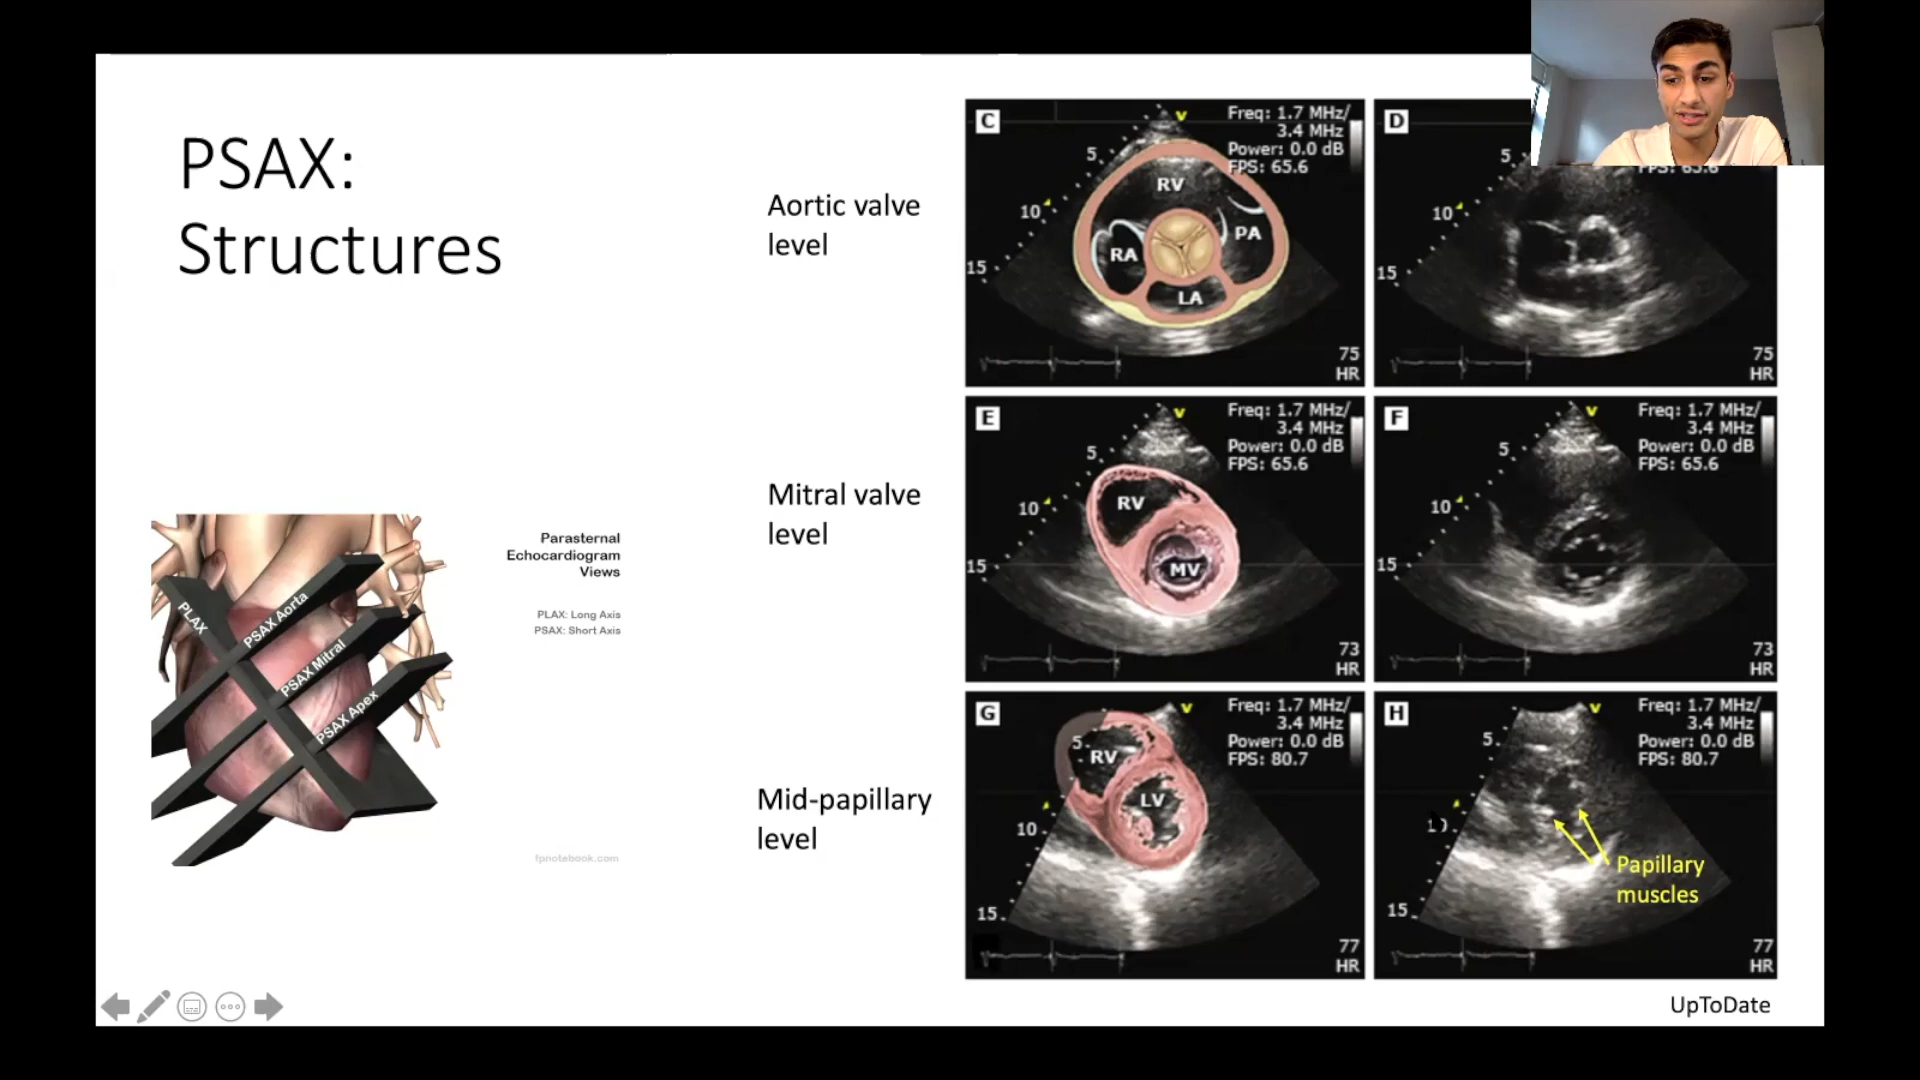 PSAX:
Structures
Aortic valve
level
Mitral valve
level
Mid-papillary
level
Parasternal
Echocardiogram
Views
PLAX: Long Axis
PSAX: Short Axis
fpnotebook.com
PLAX
PSAX Aorta
PSAX Mitral
PSAX Apex
C
V
Freq: 1.7 MHz/
3.4 MHz
Power: 0.0 dB
FPS: 65.6
5
10
15
RV
RA
PA
LA
75
HR
D
5
10
15
FPS: 65.6
75
HR
E
V
Freq: 1.7 MHz/
3.4 MHz
Power: 0.0 dB
FPS: 65.6
5
10
15
RV
MV
73
HR
F
V
Freq: 1.7 MHz/
3.4 MHz
Power: 0.0 dB
FPS: 65.6
5
10
15
73
HR
G
V
Freq: 1.7 MHz/
3.4 MHz
Power: 0.0 dB
FPS: 80.7
5
10
15
RV
LV
77
HR
H
V
Freq: 1.7 MHz/
3.4 MHz
Power: 0.0 dB
FPS: 80.7
5
10
15
Papillary
muscles
77
HR
UpToDate